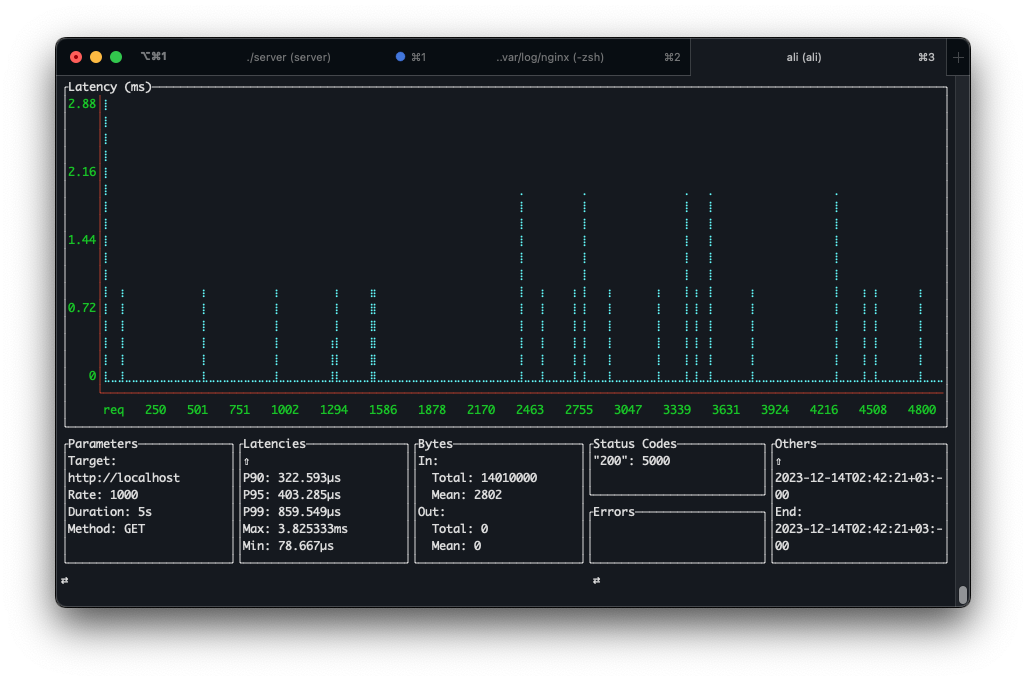 ⌥⌘1 ./server (server) ⌘1 ..var/log/nginx (-zsh) ⌘2 ali (ali) ⌘3 +
Latency (ms)
2.88
2.16
1.44
0.72
0
req 250 501 751 1002 1294 1586 1878 2170 2463 2755 3047 3339 3631 3924 4216 4508 4800
Parameters
Target:
http://localhost
Rate: 1000
Duration: 5s
Method: GET
Latencies
⇧
P90: 322.593µs
P95: 403.285µs
P99: 859.549µs
Max: 3.825333ms
Min: 78.667µs
Bytes
In:
Total: 14010000
Mean: 2802
Out:
Total: 0
Mean: 0
Status Codes
"200": 5000
Errors
Others
⇧
2023-12-14T02:42:21+03:-
00
End:
2023-12-14T02:42:21+03:-
00
⇄ ⇄